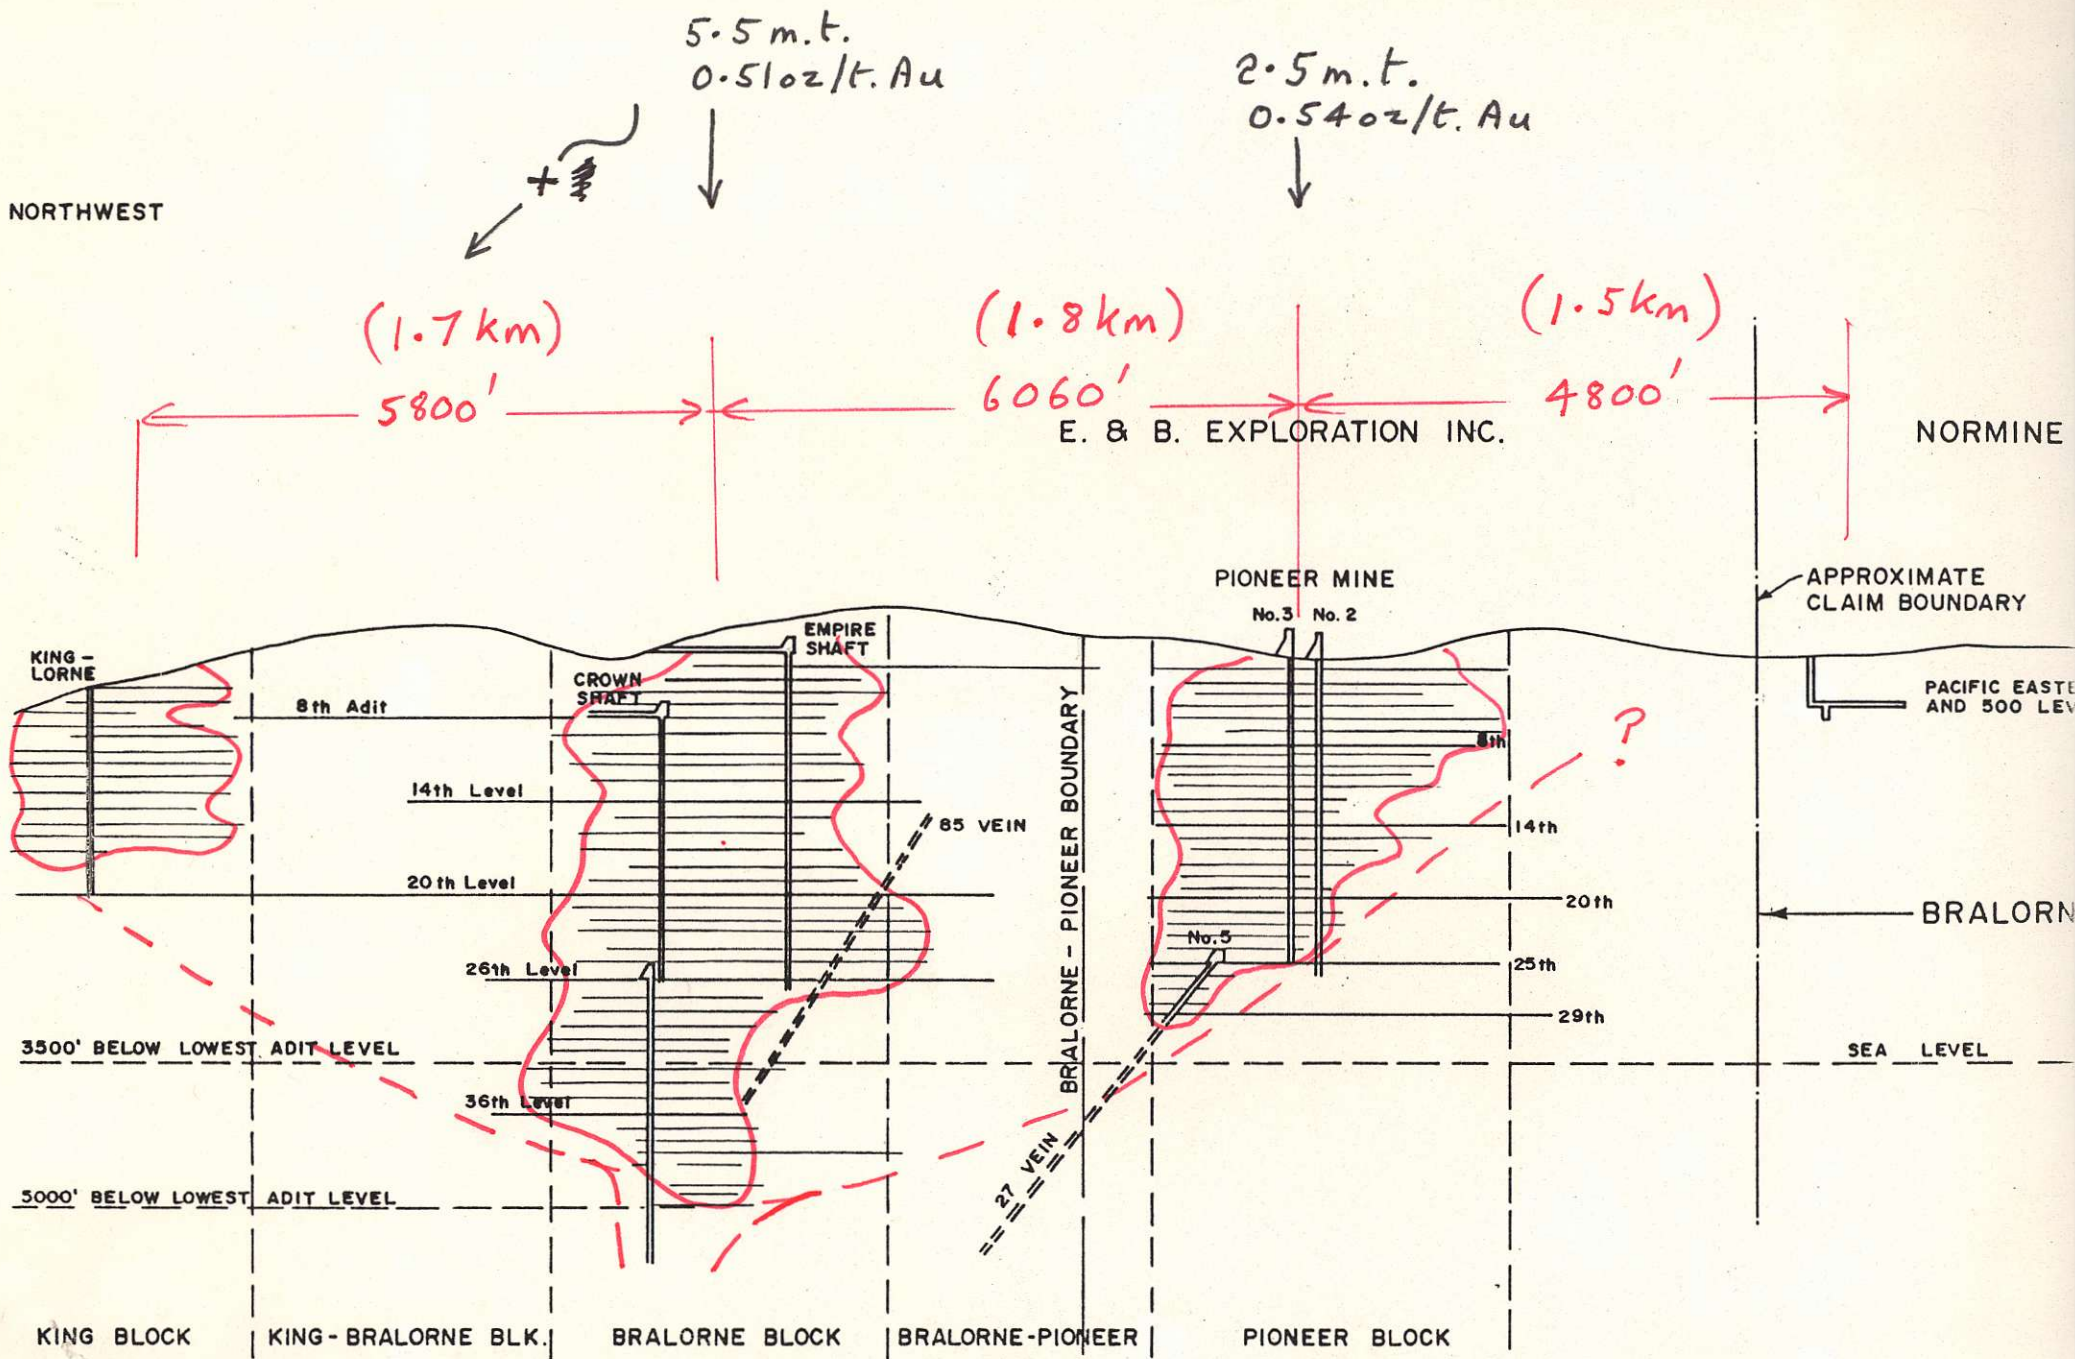 5.5 m.t.
0.51oz/t. Au
2.5 m.t.
0.54oz/t. Au
+
NORTHWEST
(1.7 km)
(1.8 km)
(1.5 km)
5800'
6060'
4800'
E. & B. EXPLORATION INC.
NORMINE
PIONEER MINE
No.3 No. 2
APPROXIMATE
CLAIM BOUNDARY
KING-
LORNE
EMPIRE
SHAFT
CROWN
SHAFT
8th Adit
PACIFIC EASTE
AND 500 LEV
?
8th
14th Level
85 VEIN
14th
BRALORNE - PIONEER BOUNDARY
20th Level
20th
BRALORN
No.5
26th Level
25th
29th
3500' BELOW LOWEST ADIT LEVEL
SEA LEVEL
36th Level
27 VEIN
5000' BELOW LOWEST ADIT LEVEL
KING BLOCK
KING-BRALORNE BLK.
BRALORNE BLOCK
BRALORNE-PIONEER
PIONEER BLOCK